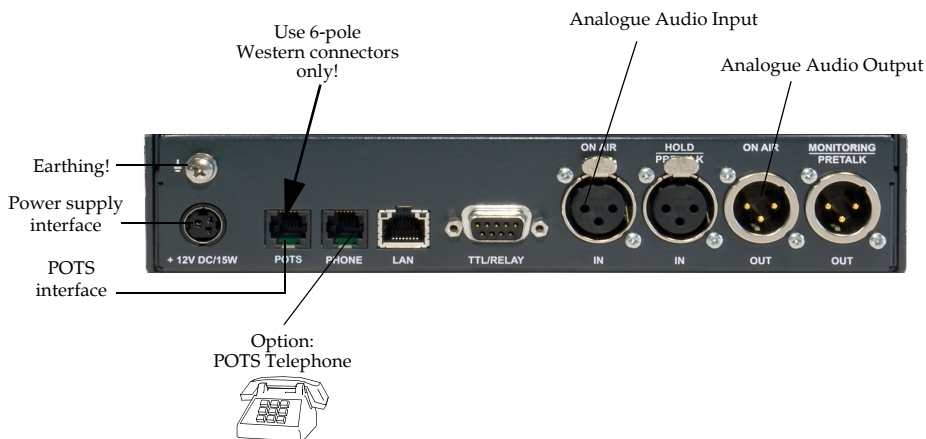 Use 6-pole
Western connectors
only!
Analogue Audio Input
Analogue Audio Output
Earthing!
Power supply
interface
POTS
interface
ON AIR
HOLD
PRETALK
ON AIR
MONITORING
PRETALK
+ 12V DC/15W
POTS
PHONE
LAN
TTL/RELAY
IN
IN
OUT
OUT
Option:
POTS Telephone